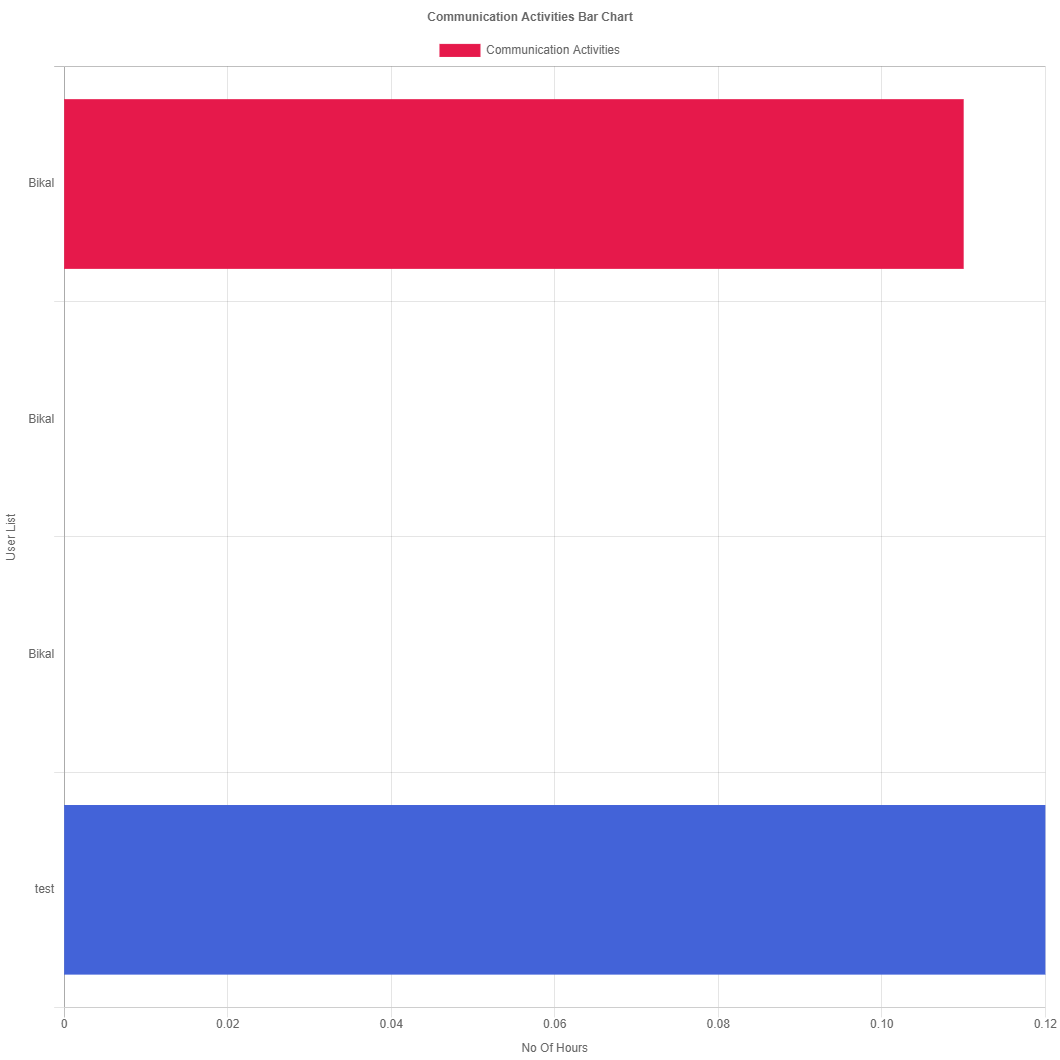 Communication Activities Bar Chart
Communication Activities
Bikal
Bikal
Bikal
test
User List
0 0.02 0.04 0.06 0.08 0.10 0.12
No Of Hours